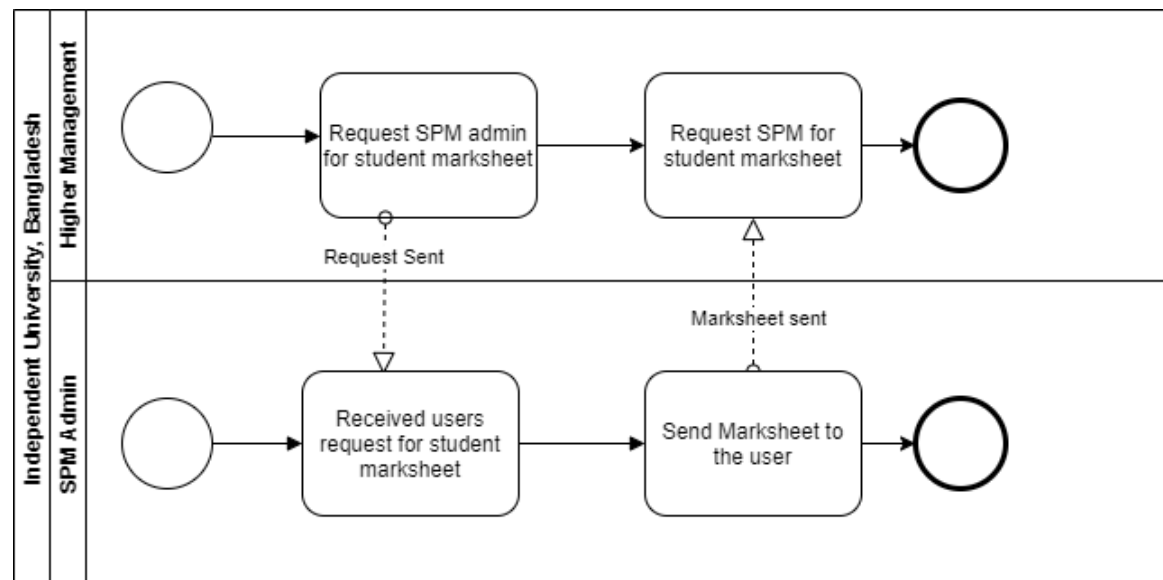 Independent University, Bangladesh
Higher Management
Request SPM admin
for student marksheet
Request SPM for
student marksheet
Request Sent
Marksheet sent
SPM Admin
Received users
request for student
marksheet
Send Marksheet to
the user